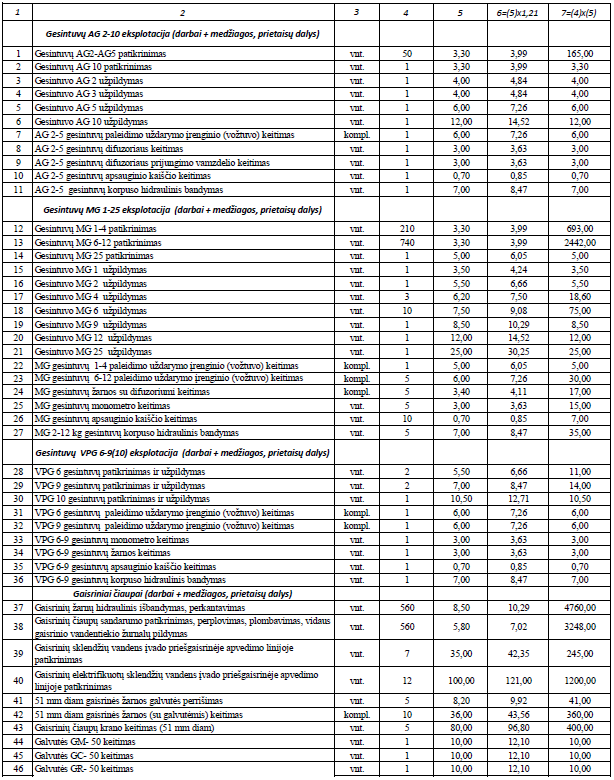 1 2 3 4 5 6=(5)x1,21 7=(4)x(5)
Gesintuvų AG 2-10 eksplotacija (darbai + medžiagos, prietaisų dalys)
1 Gesintuvų AG2-AG5 patikrinimas vnt. 50 3,30 3,99 165,00
2 Gesintuvų AG 10 patikrinimas vnt. 1 3,30 3,99 3,30
3 Gesintuvo AG 2 užpildymas vnt. 1 4,00 4,84 4,00
4 Gesintuvo AG 3 užpildymas vnt. 1 4,00 4,84 4,00
5 Gesintuvo AG 5 užpildymas vnt. 1 6,00 7,26 6,00
6 Gesintuvo AG 10 užpildymas vnt. 1 12,00 14,52 12,00
7 AG 2-5 gesintuvų paleidimo uždarymo įrenginio (vožtuvo) keitimas kompl. 1 6,00 7,26 6,00
8 AG 2-5 gesintuvų difuzoriaus keitimas vnt. 1 3,00 3,63 3,00
9 AG 2-5 gesintuvų difuzoriaus prijungimo vamzdelio keitimas vnt. 1 3,00 3,63 3,00
10 AG 2-5 gesintuvų apsauginio kaiščio keitimas vnt. 1 0,70 0,85 0,70
11 AG 2-5 gesintuvų korpuso hidraulinis bandymas vnt. 1 7,00 8,47 7,00
Gesintuvų MG 1-25 eksplotacija (darbai + medžiagos, prietaisų dalys)
12 Gesintuvų MG 1-4 patikrinimas vnt. 210 3,30 3,99 693,00
13 Gesintuvų MG 6-12 patikrinimas vnt. 740 3,30 3,99 2442,00
14 Gesintuvų MG 25 patikrinimas vnt. 1 5,00 6,05 5,00
15 Gesintuvo MG 1 užpildymas vnt. 1 3,50 4,24 3,50
16 Gesintuvo MG 2 užpildymas vnt. 1 5,50 6,66 5,50
17 Gesintuvo MG 4 užpildymas vnt. 3 6,20 7,50 18,60
18 Gesintuvo MG 6 užpildymas vnt. 10 7,50 9,08 75,00
19 Gesintuvo MG 9 užpildymas vnt. 1 8,50 10,29 8,50
20 Gesintuvo MG 12 užpildymas vnt. 1 12,00 14,52 12,00
21 Gesintuvo MG 25 užpildymas vnt. 1 25,00 30,25 25,00
22 MG gesintuvų 1-4 paleidimo uždarymo įrenginio (vožtuvo) keitimas kompl. 1 5,00 6,05 5,00
23 MG gesintuvų 6-12 paleidimo uždarymo įrenginio (vožtuvo) keitimas kompl. 5 6,00 7,26 30,00
24 MG gesintuvų žarnos su difuzoriumi keitimas kompl. 5 3,40 4,11 17,00
25 MG gesintuvų monometro keitimas vnt. 5 3,00 3,63 15,00
26 MG gesintuvų apsauginio kaiščio keitimas vnt. 10 0,70 0,85 7,00
27 MG 2-12 kg gesintuvų korpuso hidraulinis bandymas vnt. 5 7,00 8,47 35,00
Gesintuvų VPG 6-9(10) eksplotacija (darbai + medžiagos, prietaisų dalys)
28 VPG 6 gesintuvų patikrinimas ir užpildymas vnt. 2 5,50 6,66 11,00
29 VPG 9 gesintuvų patikrinimas ir užpildymas vnt. 2 7,00 8,47 14,00
30 VPG 10 gesintuvų patikrinimas ir užpildymas vnt. 1 10,50 12,71 10,50
31 VPG 6 gesintuvų paleidimo uždarymo įrenginio (vožtuvo) keitimas kompl. 1 6,00 7,26 6,00
32 VPG 9 gesintuvų paleidimo uždarymo įrenginio (vožtuvo) keitimas kompl. 1 6,00 7,26 6,00
33 VPG 6-9 gesintuvų monometro keitimas vnt. 1 3,00 3,63 3,00
34 VPG 6-9 gesintuvų žarnos keitimas vnt. 1 3,00 3,63 3,00
35 VPG 6-9 gesintuvų apsauginio kaiščio keitimas vnt. 1 0,70 0,85 0,70
36 VPG 6-9 gesintuvų korpuso hidraulinis bandymas vnt. 1 7,00 8,47 7,00
Gaisriniai čiaupai (darbai + medžiagos, prietaisų dalys)
37 Gaisrinių žarnų hidraulinis išbandymas, perkantavimas vnt. 560 8,50 10,29 4760,00
38 Gaisrinių čiaupų sandarumo patikrinimas, perplovimas, plombavimas, vidaus
gaisrinio vandentiekio žurnalų pildymas vnt. 560 5,80 7,02 3248,00
39 Gaisrinių sklendžių vandens įvado priešgaisrinėje apvedimo linijoje
patikrinimas vnt. 7 35,00 42,35 245,00
40 Gaisrinių elektrifikuotų sklendžių vandens įvado priešgaisrinėje apvedimo
linijoje patikrinimas vnt. 12 100,00 121,00 1200,00
41 51 mm diam gaisrinės žarnos galvutės perrišimas vnt. 5 8,20 9,92 41,00
42 51 mm diam gaisrinės žarnos (su galvutėmis) keitimas kompl. 10 36,00 43,56 360,00
43 Gaisrinių čiaupų krano keitimas (51 mm diam) vnt. 5 80,00 96,80 400,00
44 Galvutės GM- 50 keitimas vnt. 1 10,00 12,10 10,00
45 Galvutės GC- 50 keitimas vnt. 1 10,00 12,10 10,00
46 Galvutės GR- 50 keitimas vnt. 1 10,00 12,10 10,00